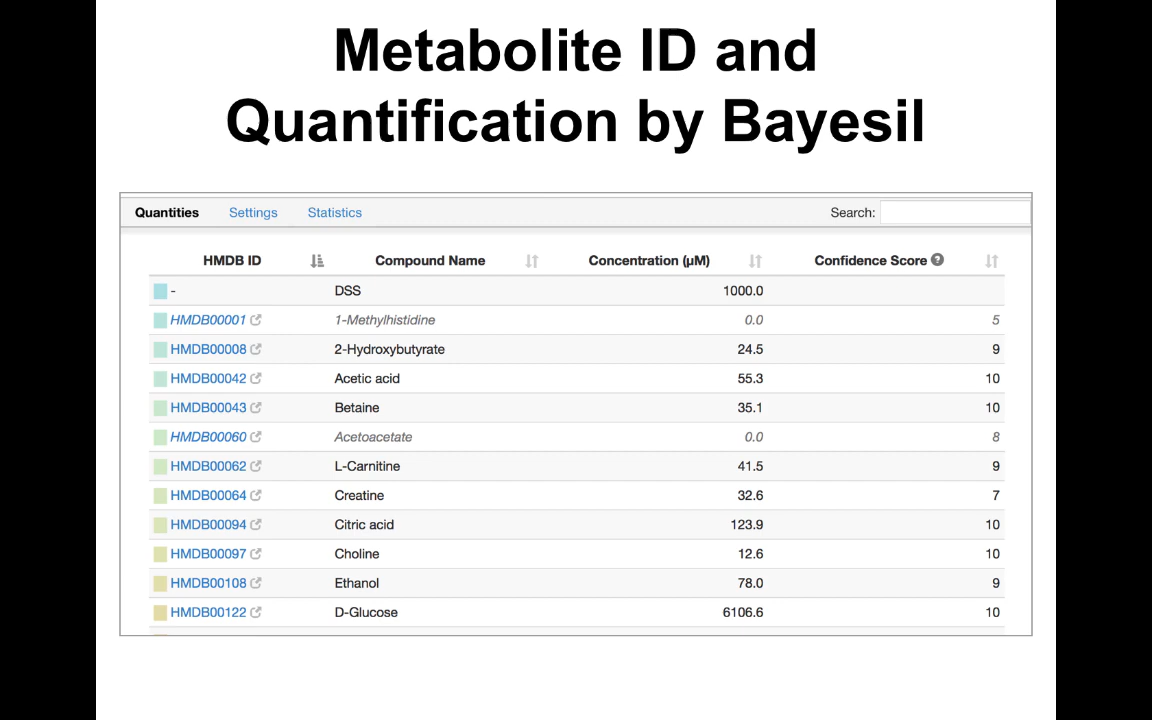 Metabolite ID and
Quantification by Bayesil
Quantities Settings Statistics Search:
HMDB ID Compound Name Concentration (µM) Confidence Score ?
- DSS 1000.0
HMDB00001 1-Methylhistidine 0.0 5
HMDB00008 2-Hydroxybutyrate 24.5 9
HMDB00042 Acetic acid 55.3 10
HMDB00043 Betaine 35.1 10
HMDB00060 Acetoacetate 0.0 8
HMDB00062 L-Carnitine 41.5 9
HMDB00064 Creatine 32.6 7
HMDB00094 Citric acid 123.9 10
HMDB00097 Choline 12.6 10
HMDB00108 Ethanol 78.0 9
HMDB00122 D-Glucose 6106.6 10